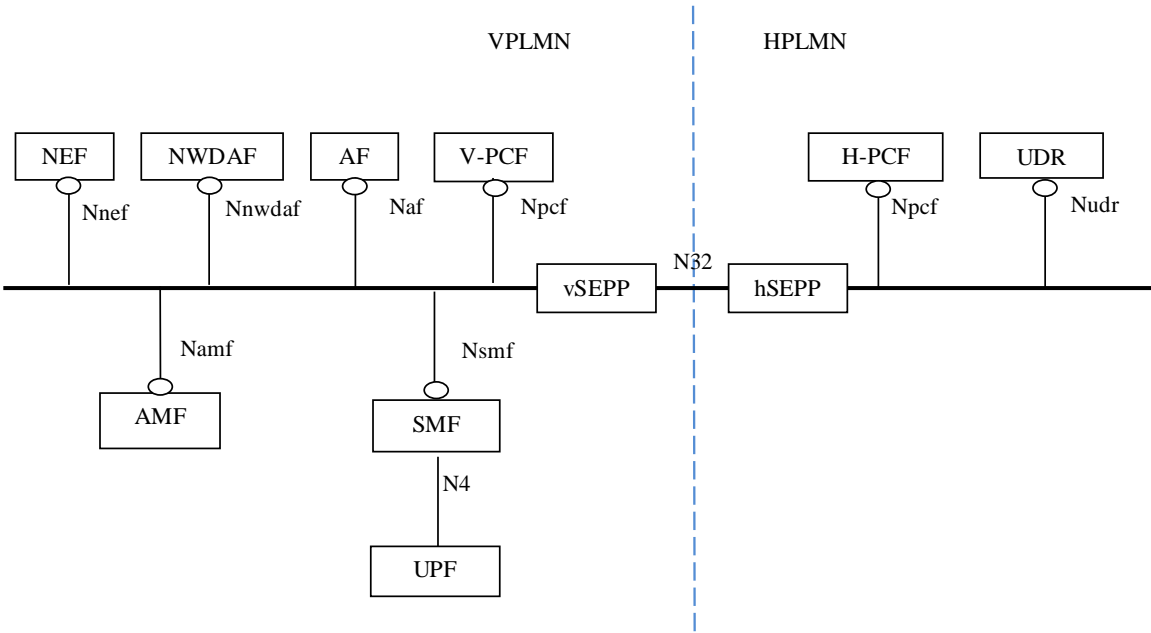 VPLMN
HPLMN
NEF
NWDAF
AF
V-PCF
H-PCF
UDR
Nnef
Nnwdaf
Naf
Npcf
Npcf
Nudr
N32
vSEPP
hSEPP
Namf
Nsmf
AMF
SMF
N4
UPF